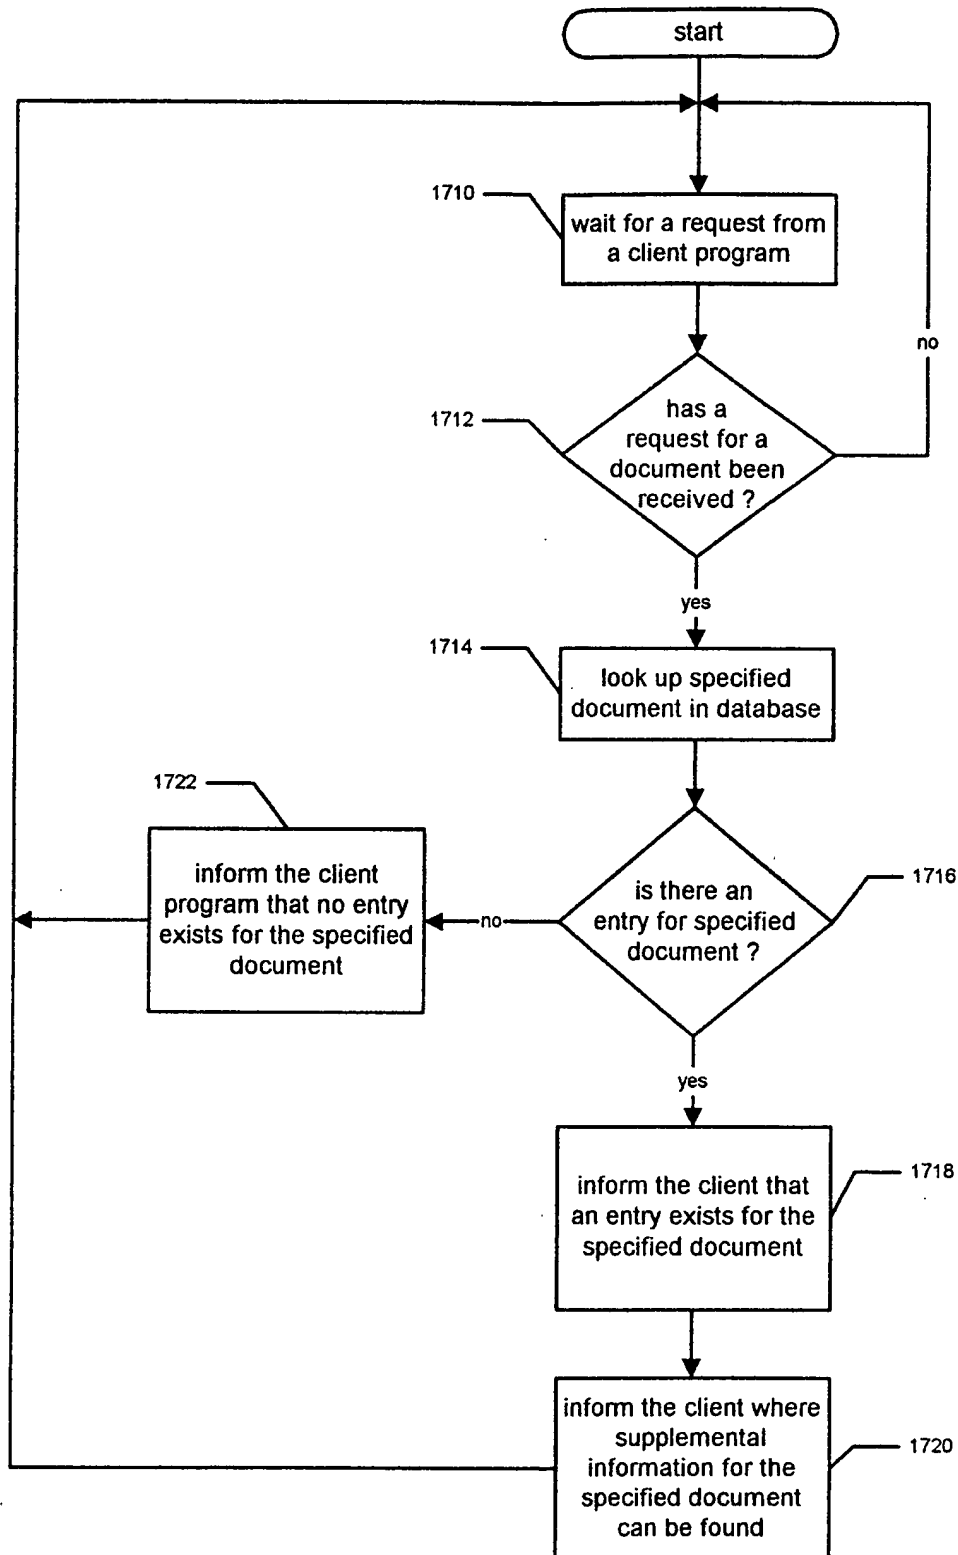 start
1710
wait for a request from
a client program
no
1712
has a
request for a
document been
received ?
yes
1714
look up specified
document in database
1722
inform the client
program that no entry
exists for the specified
document
no
is there an
entry for specified
document ?
1716
yes
inform the client that
an entry exists for the
specified document
1718
inform the client where
supplemental
information for the
specified document
can be found
1720